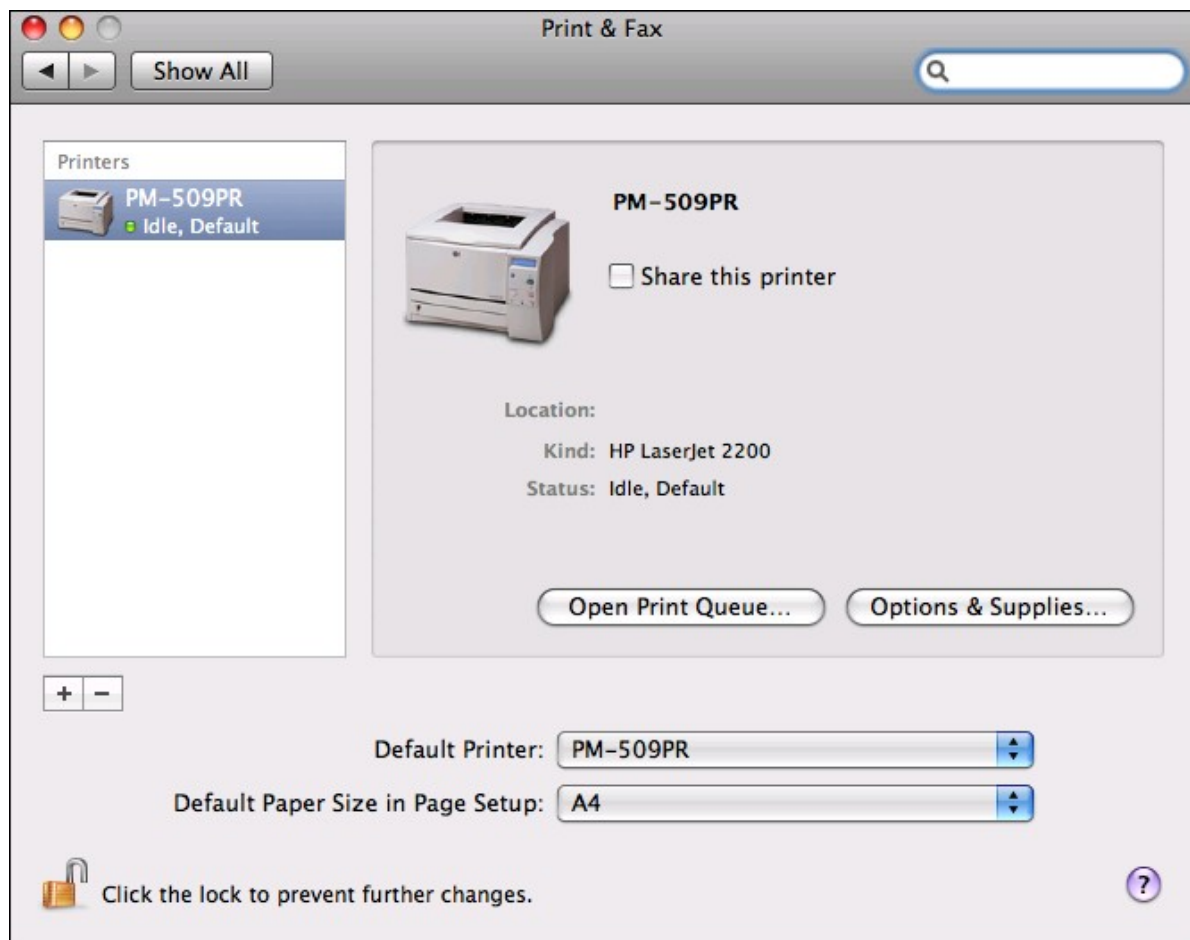 Print & Fax
Show All
Printers
PM-509PR
Idle, Default
PM-509PR
Share this printer
Location:
Kind: HP LaserJet 2200
Status: Idle, Default
Open Print Queue...
Options & Supplies...
+ −
Default Printer: PM-509PR
Default Paper Size in Page Setup: A4
Click the lock to prevent further changes.
?